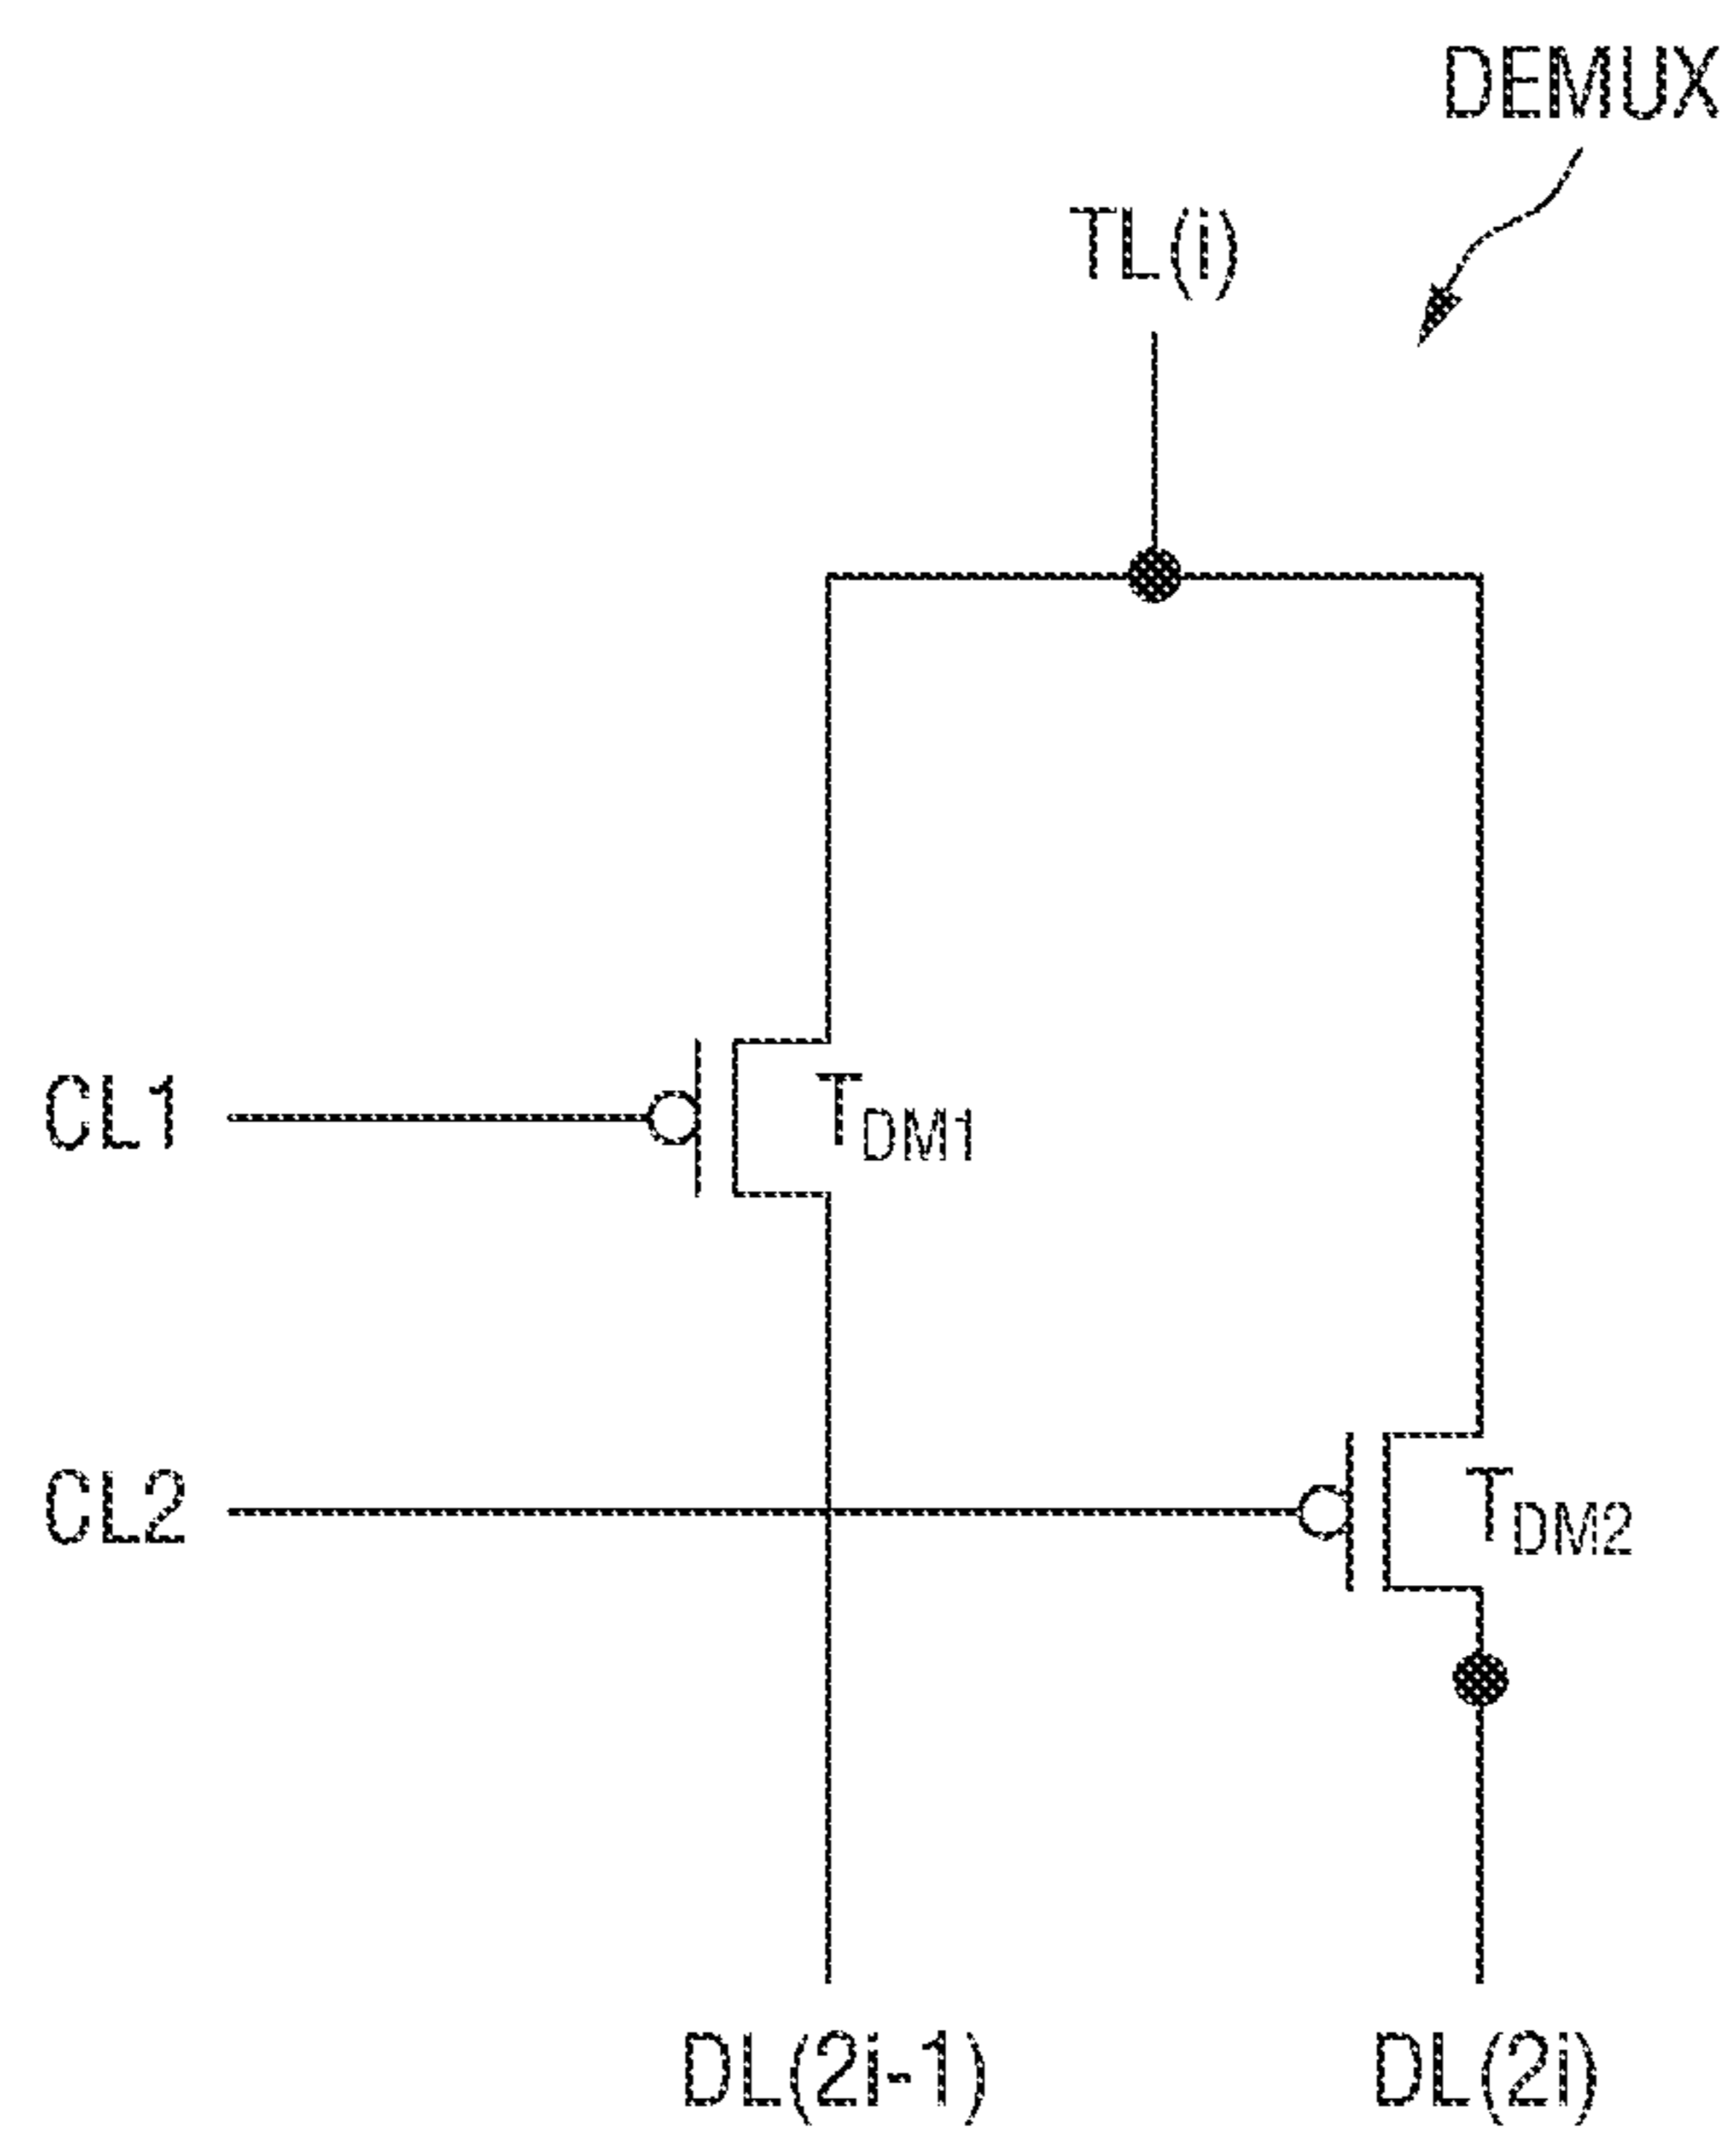 DEMUX
TL(i)
CL1
TDM1
CL2
TDM2
DL(2i-1)
DL(2i)